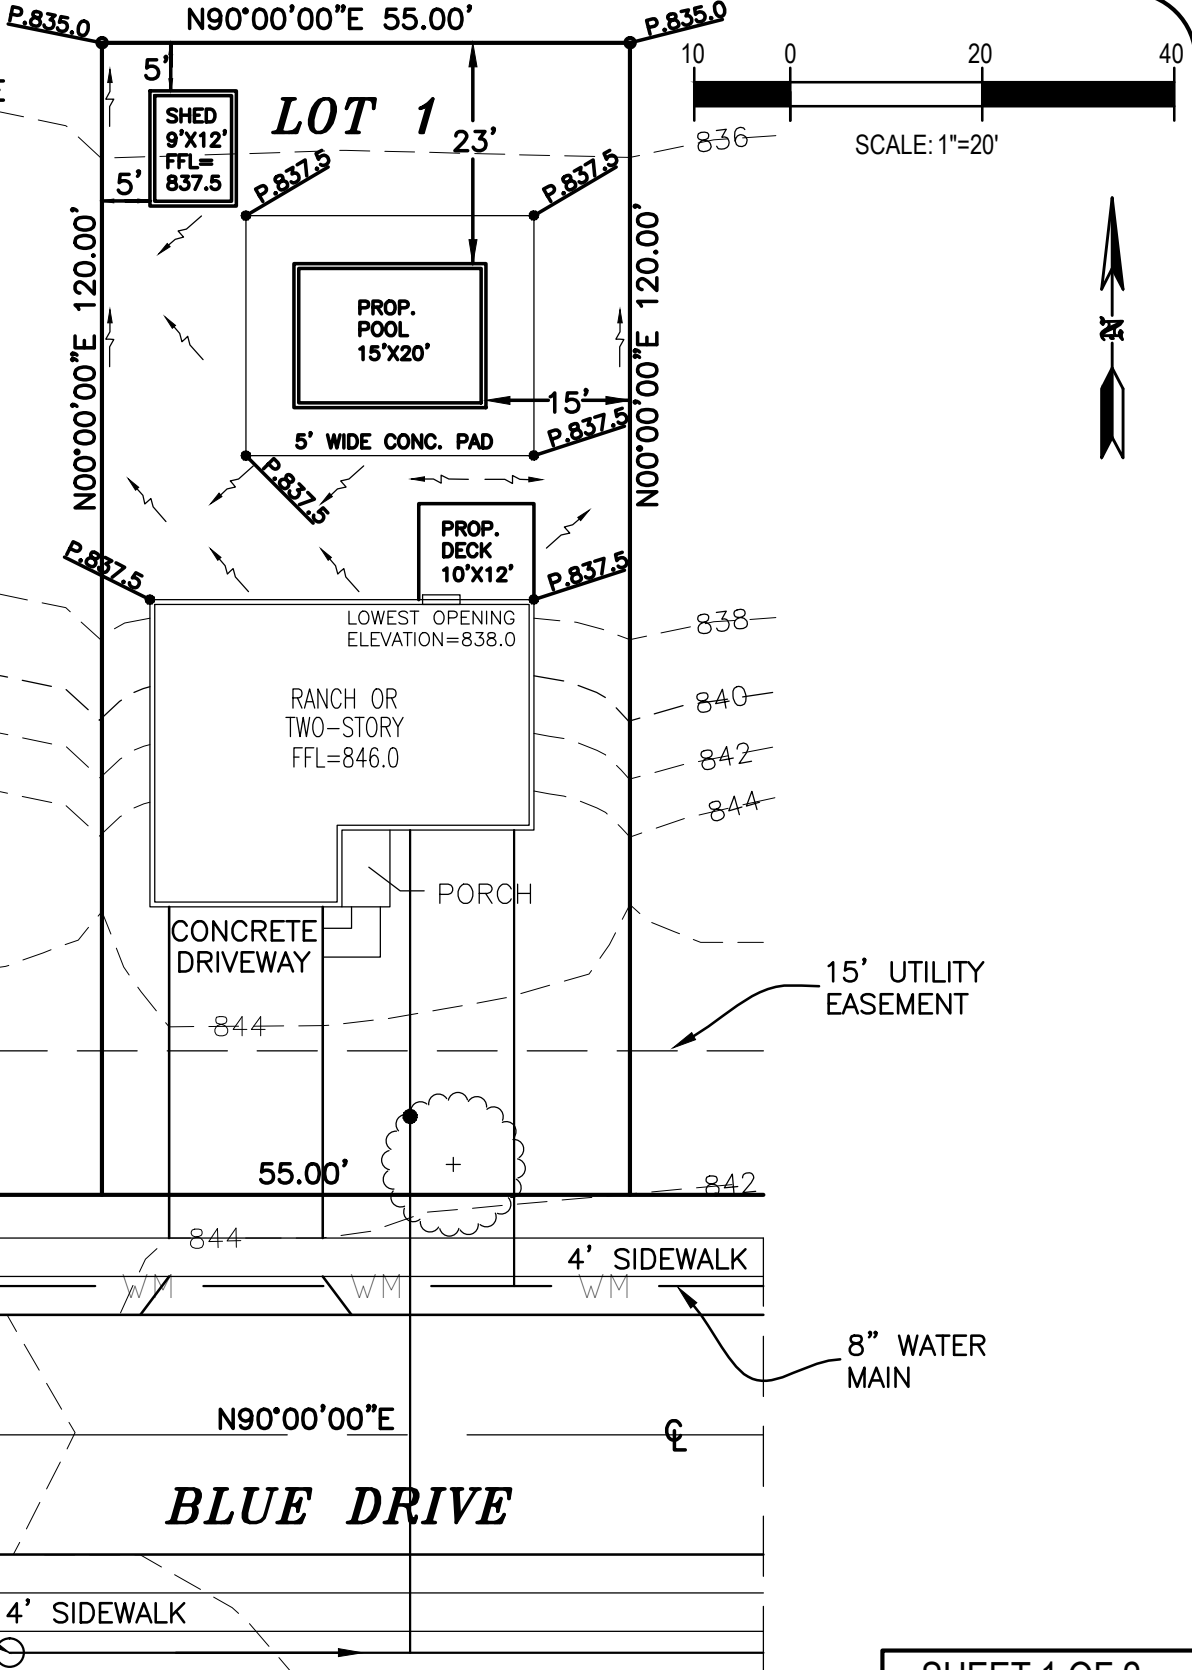 P.835.0
N90°00'00"E 55.00'
P.835.0
10 0 20 40
SCALE: 1"=20'
5'
SHED
9'X12'
FFL=
837.5
5'
LOT 1
23'
836
P.837.5
P.837.5
N00°00'00"E 120.00'
N00°00'00"E 120.00'
N
PROP.
POOL
15'X20'
15'
5' WIDE CONC. PAD
P.837.5
P.837.5
PROP.
DECK
10'X12'
P.837.5
P.837.5
LOWEST OPENING
ELEVATION=838.0
838
RANCH OR
TWO-STORY
FFL=846.0
840
842
844
PORCH
CONCRETE
DRIVEWAY
15' UTILITY
EASEMENT
844
55.00'
842
844
4' SIDEWALK
WM WM WM
8" WATER
MAIN
N90°00'00"E
BLUE DRIVE
4' SIDEWALK